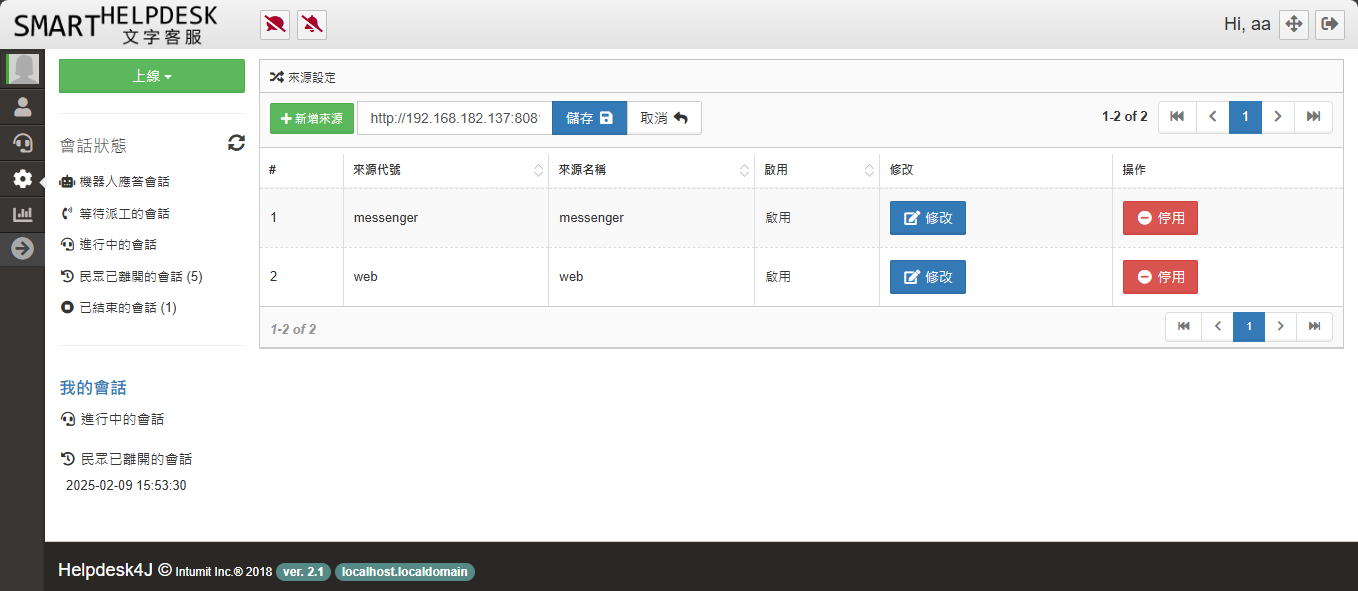 SMART HELPDESK
文字客服
Hi, aa
上線
會話狀態
機器人應答會話
等待派工的會話
進行中的會話
民眾已離開的會話 (5)
已結束的會話 (1)
我的會話
進行中的會話
民眾已離開的會話
2025-02-09 15:53:30
來源設定
新增來源 http://192.168.182.137:808 儲存 取消 1-2 of 2 1
# 來源代號 來源名稱 啟用 修改 操作
1 messenger messenger 啟用 修改 停用
2 web web 啟用 修改 停用
1-2 of 2 1
Helpdesk4J © Intumit Inc.® 2018 ver. 2.1 localhost.localdomain